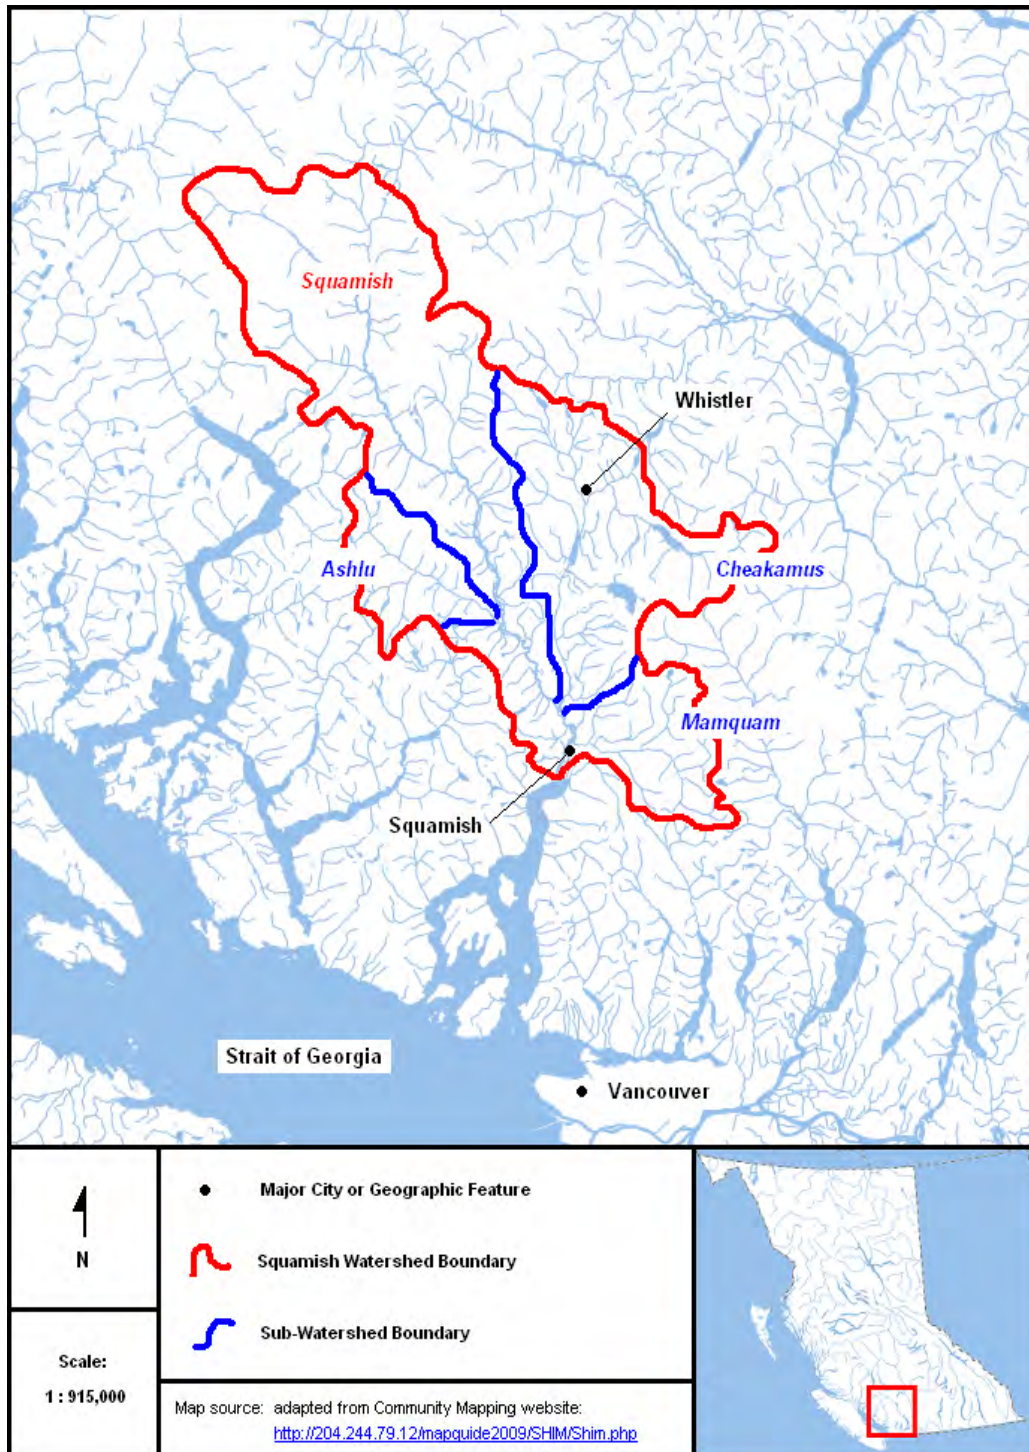 Squamish
Whistler
Ashlu
Cheakamus
Mamquam
Squamish
Strait of Georgia
Vancouver
N
Scale:
1 : 915,000
Major City or Geographic Feature
Squamish Watershed Boundary
Sub-Watershed Boundary
Map source: adapted from Community Mapping website:
http://204.244.79.12/mapguide2009/SHIM/Shim.php